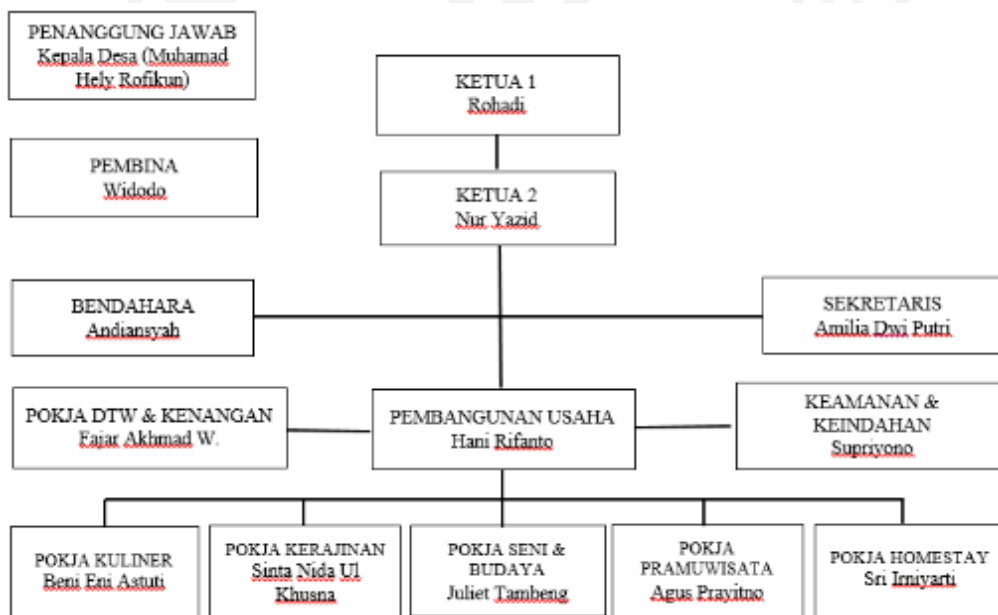 PENANGGUNG JAWAB
Kepala Desa (Muhamad
Hely Rofikun)
KETUA 1
Rohadi
PEMBINA
Widodo
KETUA 2
Nur Yazid
BENDAHARA
Andiansyah
SEKRETARIS
Amilia Dwi Putri
POKJA DTW & KENANGAN
Fajar Akhmad W.
PEMBANGUNAN USAHA
Hani Rifanto
KEAMANAN &
KEINDAHAN
Supriyono
POKJA KULINER
Beni Eni Astuti
POKJA KERAJINAN
Sinta Nida Ul
Khusna
POKJA SENI &
BUDAYA
Juliet Tambeng
POKJA
PRAMUWISATA
Agus Prayitno
POKJA HOMESTAY
Sri Irniyarti